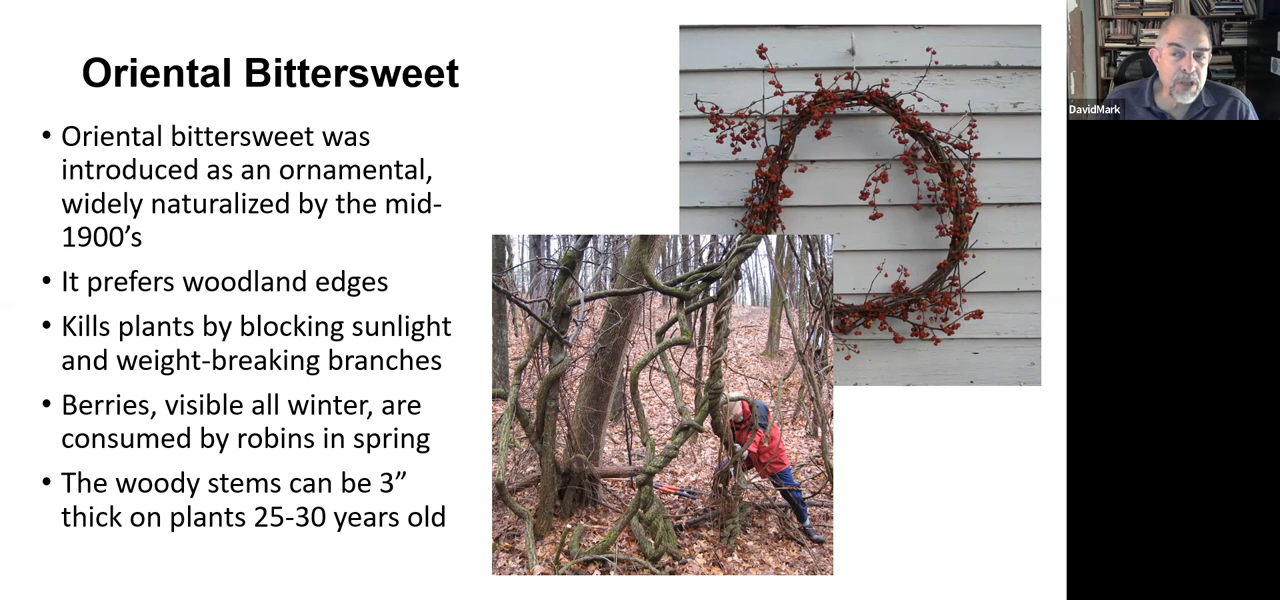 Oriental Bittersweet
• Oriental bittersweet was
introduced as an ornamental,
widely naturalized by the mid-
1900’s
• It prefers woodland edges
• Kills plants by blocking sunlight
and weight-breaking branches
• Berries, visible all winter, are
consumed by robins in spring
• The woody stems can be 3”
thick on plants 25-30 years old
DavidMark